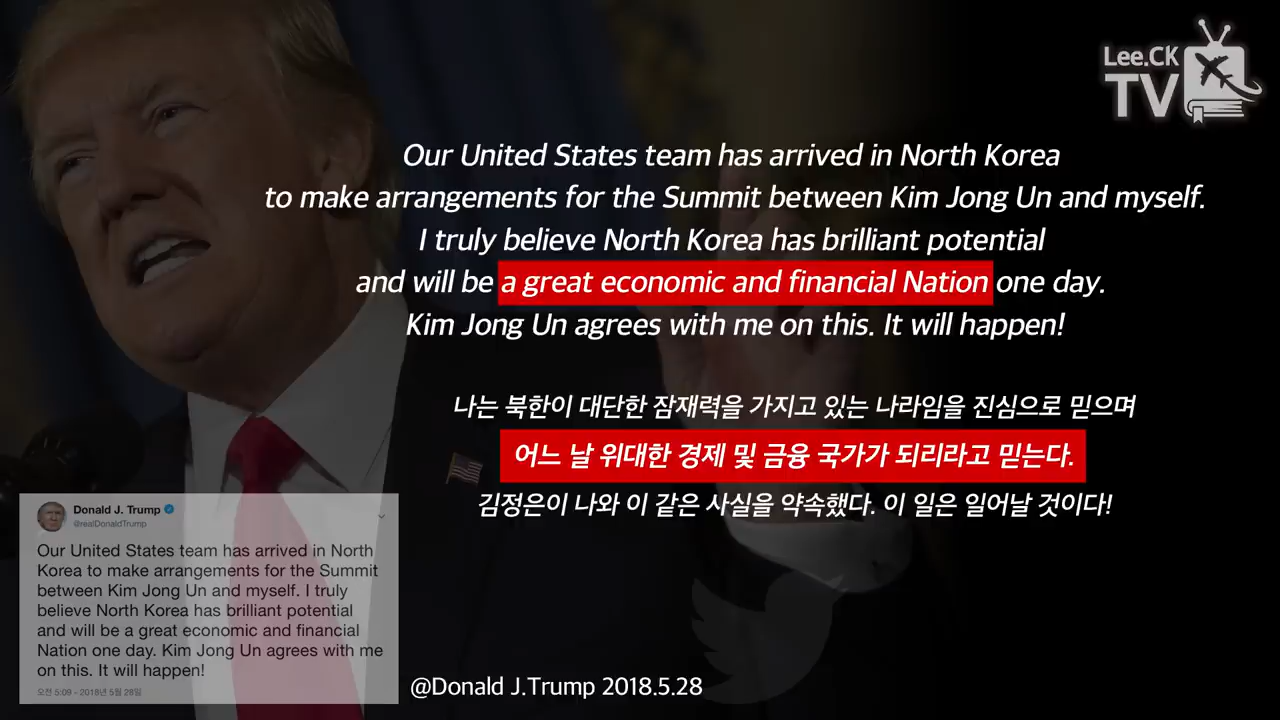 Lee.CK
TV
Our United States team has arrived in North Korea
to make arrangements for the Summit between Kim Jong Un and myself.
I truly believe North Korea has brilliant potential
and will be a great economic and financial Nation one day.
Kim Jong Un agrees with me on this. It will happen!
나는 북한이 대단한 잠재력을 가지고 있는 나라임을 진심으로 믿으며
어느 날 위대한 경제 및 금융 국가가 되리라고 믿는다.
김정은이 나와 이 같은 사실을 약속했다. 이 일은 일어날 것이다!
Donald J. Trump
@realDonaldTrump
Our United States team has arrived in North
Korea to make arrangements for the Summit
between Kim Jong Un and myself. I truly
believe North Korea has brilliant potential
and will be a great economic and financial
Nation one day. Kim Jong Un agrees with me
on this. It will happen!
오전 5:09 - 2018년 5월 28일
@Donald J.Trump 2018.5.28